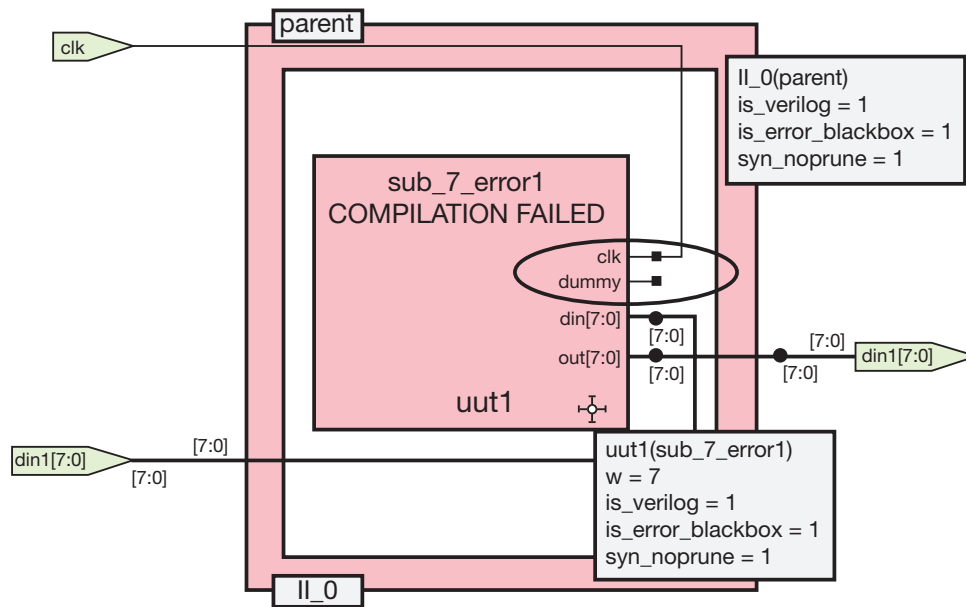 parent
clk
II_0(parent)
is_verilog = 1
is_error_blackbox = 1
syn_noprune = 1
sub_7_error1
COMPILATION FAILED
clk
dummy
din[7:0]
[7:0]
out[7:0]
[7:0]
[7:0]
[7:0]
din1[7:0]
uut1
din1[7:0]
[7:0]
[7:0]
uut1(sub_7_error1)
w = 7
is_verilog = 1
is_error_blackbox = 1
syn_noprune = 1
II_0